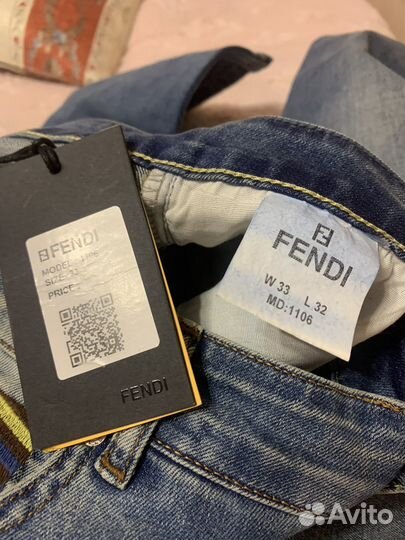 FENDI
MODEL: 1106
SIZE: 33
PRICE:
FENDI
FENDI
W 33 L 32
MD:1106
Avito